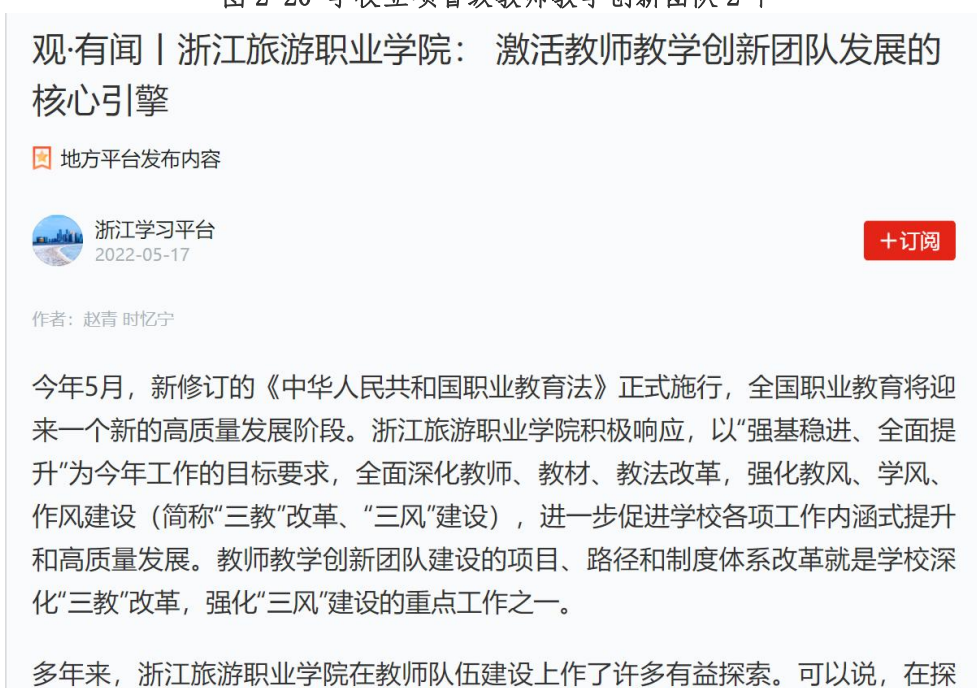 观·有闻丨浙江旅游职业学院： 激活教师教学创新团队发展的
核心引擎
地方平台发布内容
浙江学习平台
2022-05-17
＋订阅
作者：赵青 时忆宁
今年5月，新修订的《中华人民共和国职业教育法》正式施行，全国职业教育将迎
来一个新的高质量发展阶段。浙江旅游职业学院积极响应，以“强基稳进、全面提
升”为今年工作的目标要求，全面深化教师、教材、教法改革，强化教风、学风、
作风建设（简称“三教”改革、“三风”建设），进一步促进学校各项工作内涵式提升
和高质量发展。教师教学创新团队建设的项目、路径和制度体系改革就是学校深
化“三教”改革，强化“三风”建设的重点工作之一。
多年来，浙江旅游职业学院在教师队伍建设上作了许多有益探索。可以说，在探